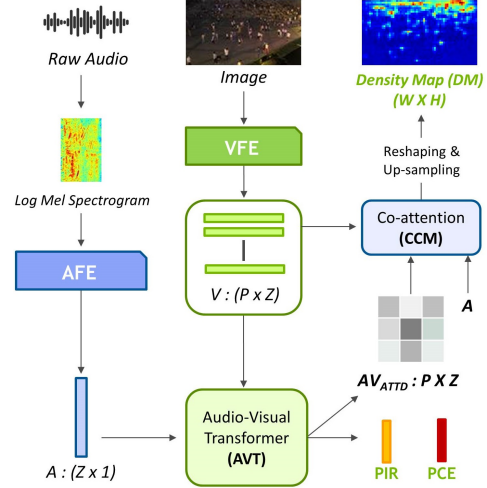 Raw Audio
Image
Density Map (DM)
(W X H)
VFE
Reshaping &
Up-sampling
Log Mel Spectrogram
Co-attention
(CCM)
AFE
V : (P x Z)
A
AV_ATTD : P X Z
Audio-Visual
Transformer
(AVT)
A : (Z x 1)
PIR
PCE